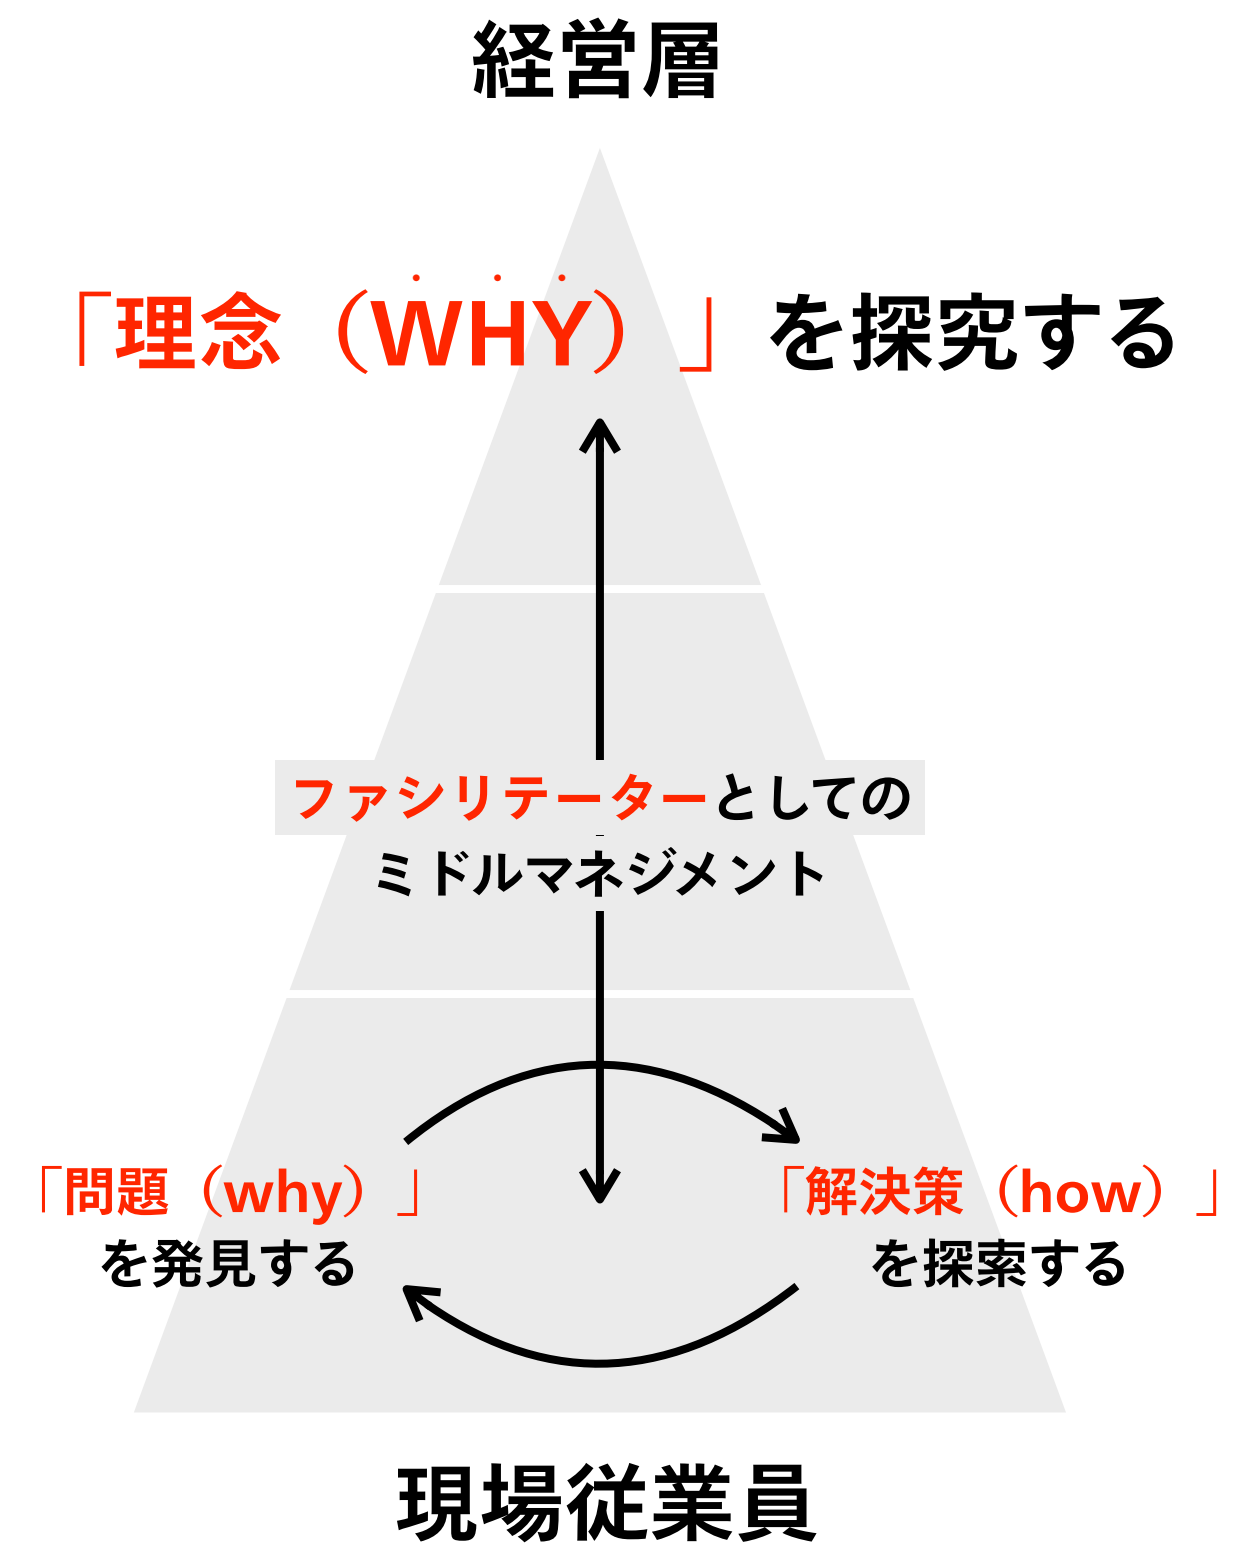 経営層
「理念（WHY）」を探究する
ファシリテーターとしての
ミドルマネジメント
「問題（why）」
を発見する
「解決策（how）」
を探索する
現場従業員